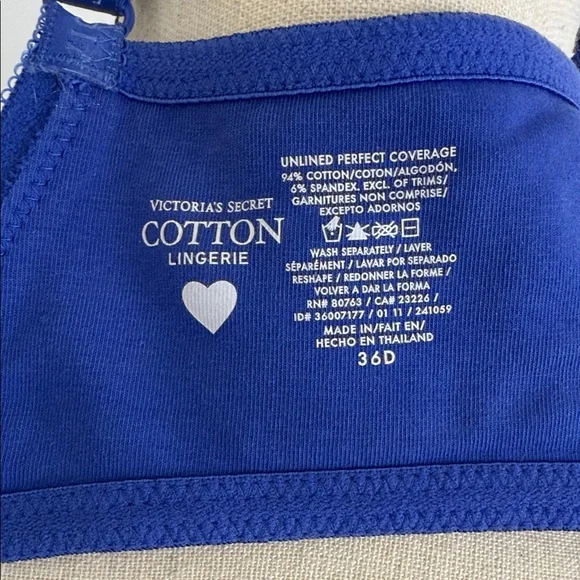 VICTORIA'S SECRET
COTTON
LINGERIE
UNLINED PERFECT COVERAGE
94% COTTON/COTON/ALGODÓN,
6% SPANDEX. EXCL. OF TRIMS/
GARNITURES NON COMPRISE/
EXCEPTO ADORNOS
WASH SEPARATELY / LAVER
SÉPARÉMENT / LAVAR POR SEPARADO
RESHAPE / REDONNER LA FORME /
VOLVER A DAR LA FORMA
RN# 80763 / CA# 23226 /
ID# 36007177 / 01 11 / 241059
MADE IN/FAIT EN/
HECHO EN THAILAND
36D